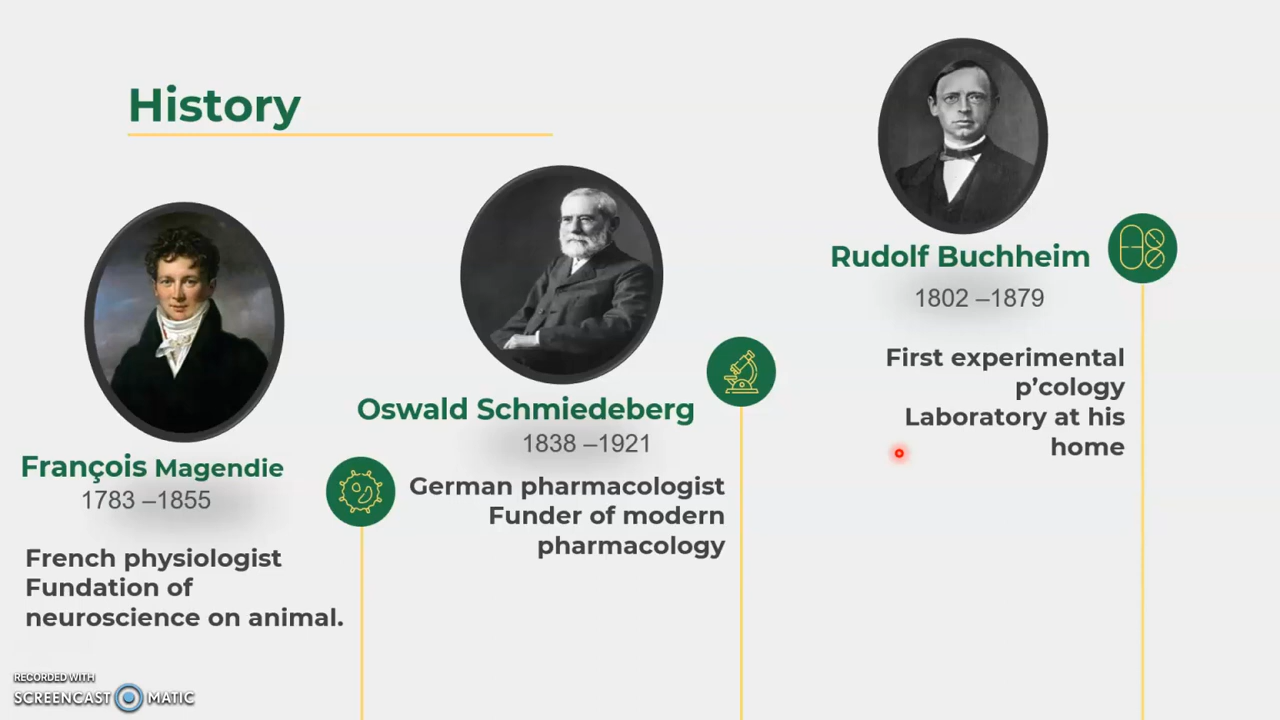 History
François Magendie
1783 –1855
French physiologist
Fundation of
neuroscience on animal.
Oswald Schmiedeberg
1838 –1921
German pharmacologist
Funder of modern
pharmacology
Rudolf Buchheim
1802 –1879
First experimental
p’cology
Laboratory at his
home
RECORDED WITH
SCREENCAST MATIC